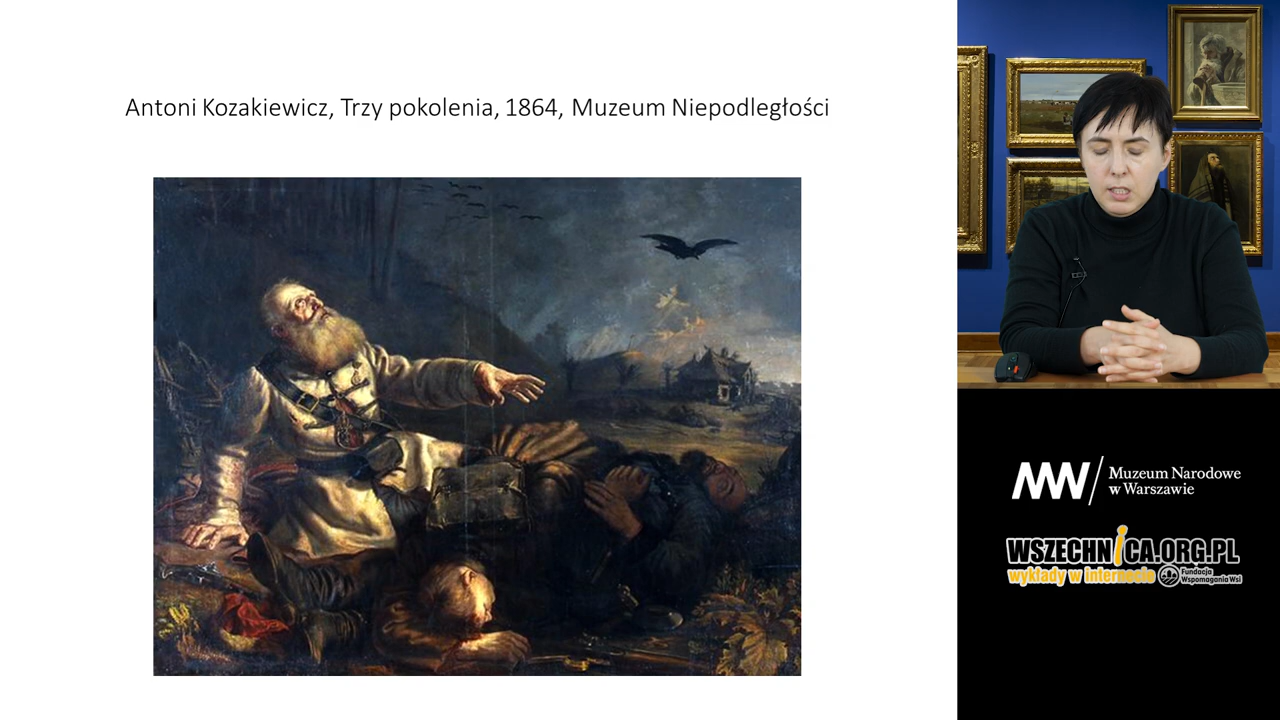 Antoni Kozakiewicz, Trzy pokolenia, 1864, Muzeum Niepodległości
Muzeum Narodowe
w Warszawie
WSZECHNICA.ORG.PL
wykłady w internecie
Fundacja
Wspomagania Wsi